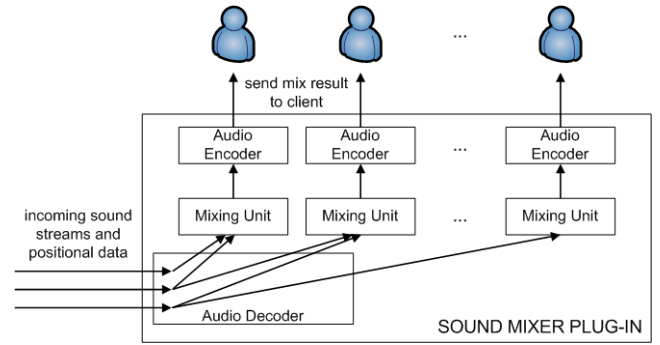 ...
send mix result
to client
Audio
Encoder
Audio
Encoder
...
Audio
Encoder
incoming sound
streams and
positional data
Mixing Unit
Mixing Unit
...
Mixing Unit
Audio Decoder
SOUND MIXER PLUG-IN